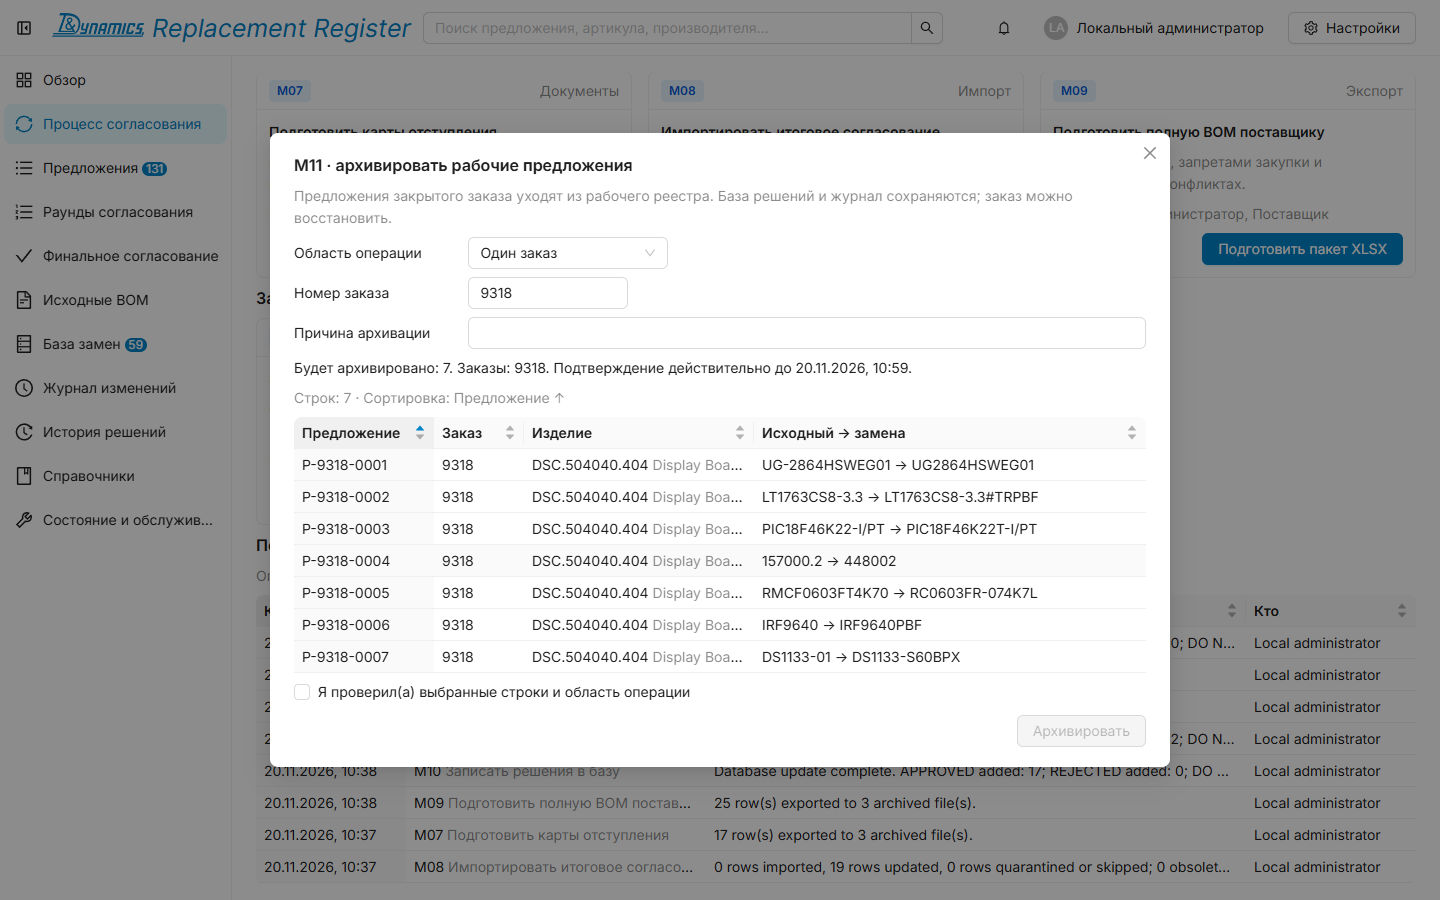 T&Dynamics Replacement Register
Поиск предложения, артикула, производителя...
LA
Локальный администратор
Настройки
Обзор
Процесс согласования
Предложения 131
Раунды согласования
Финальное согласование
Исходные BOM
База замен 59
Журнал изменений
История решений
Справочники
Состояние и обслужив...
M07 Документы
M08 Импорт
M09 Экспорт
Подготовить карты отступления
Импортировать итоговое согласование
Подготовить полную BOM поставщику
, запретами закупки и
Поставщик
Подготовить пакет XLSX
M11 · архивировать рабочие предложения
Предложения закрытого заказа уходят из рабочего реестра. База решений и журнал сохраняются; заказ можно
восстановить.
Область операции Один заказ
Номер заказа 9318
Причина архивации
Будет архивировано: 7. Заказы: 9318. Подтверждение действительно до 20.11.2026, 10:59.
Строк: 7 · Сортировка: Предложение ↑
Предложение Заказ Изделие Исходный → замена
P-9318-0001 9318 DSC.504040.404 Display Boa... UG-2864HSWEG01 → UG2864HSWEG01
P-9318-0002 9318 DSC.504040.404 Display Boa... LT1763CS8-3.3 → LT1763CS8-3.3#TRPBF
P-9318-0003 9318 DSC.504040.404 Display Boa... PIC18F46K22-I/PT → PIC18F46K22T-I/PT
P-9318-0004 9318 DSC.504040.404 Display Boa... 157000.2 → 448002
P-9318-0005 9318 DSC.504040.404 Display Boa... RMCF0603FT4K70 → RC0603FR-074K7L
P-9318-0006 9318 DSC.504040.404 Display Boa... IRF9640 → IRF9640PBF
P-9318-0007 9318 DSC.504040.404 Display Boa... DS1133-01 → DS1133-S60BPX
Я проверил(а) выбранные строки и область операции
Архивировать
Кто
0; DO N... Local administrator
Local administrator
Local administrator
2; DO N... Local administrator
20.11.2026, 10:38 M10 Записать решения в базу Database update complete. APPROVED added: 17; REJECTED added: 0; DO ... Local administrator
20.11.2026, 10:38 M09 Подготовить полную BOM постав... 25 row(s) exported to 3 archived file(s). Local administrator
20.11.2026, 10:37 M07 Подготовить карты отступления 17 row(s) exported to 3 archived file(s). Local administrator
20.11.2026, 10:37 M08 Импортировать итоговое согласо... 0 rows imported, 19 rows updated, 0 rows quarantined or skipped; 0 obsolet... Local administrator